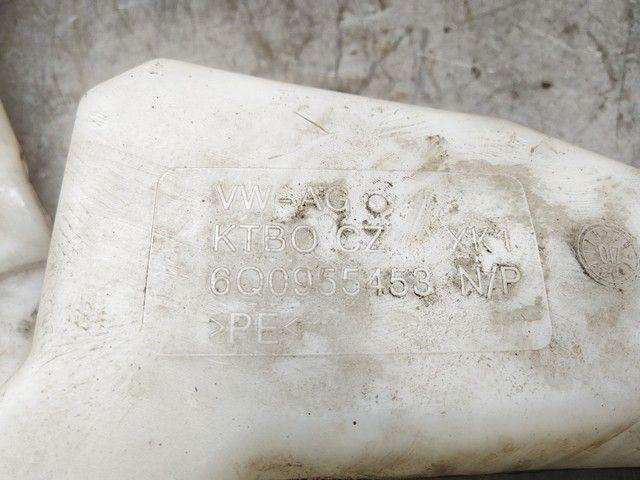 VW-AG
KTBO CZ XK1
6Q0955453 N/P
>PE<